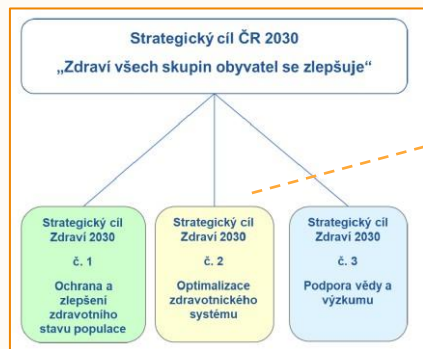 Strategický cíl ČR 2030
„Zdraví všech skupin obyvatel se zlepšuje“
Strategický cíl
Zdraví 2030
č. 1
Ochrana a
zlepšení
zdravotního
stavu populace
Strategický cíl
Zdraví 2030
č. 2
Optimalizace
zdravotnického
systému
Strategický cíl
Zdraví 2030
č. 3
Podpora vědy a
výzkumu